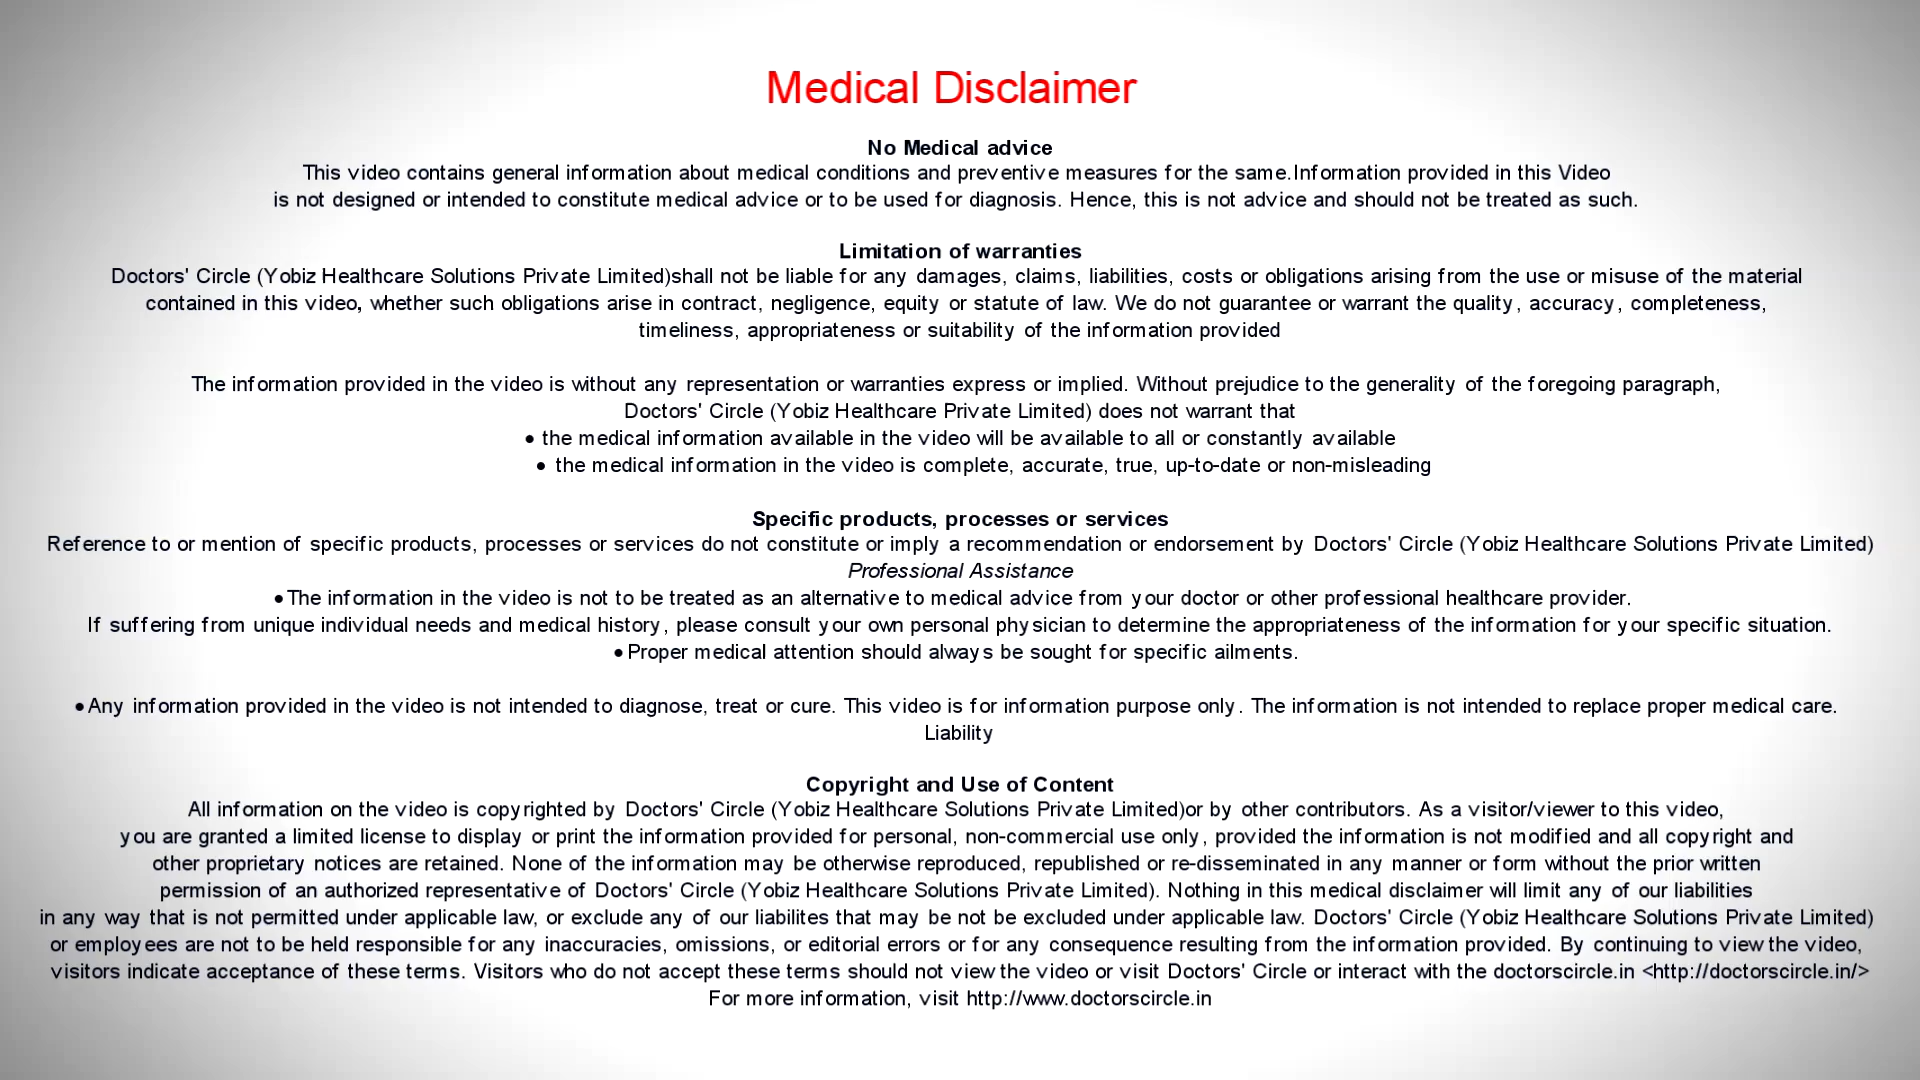 Medical Disclaimer
No Medical advice
This video contains general information about medical conditions and preventive measures for the same.Information provided in this Video
is not designed or intended to constitute medical advice or to be used for diagnosis. Hence, this is not advice and should not be treated as such.
Limitation of warranties
Doctors' Circle (Yobiz Healthcare Solutions Private Limited)shall not be liable for any damages, claims, liabilities, costs or obligations arising from the use or misuse of the material
contained in this video, whether such obligations arise in contract, negligence, equity or statute of law. We do not guarantee or warrant the quality, accuracy, completeness,
timeliness, appropriateness or suitability of the information provided
The information provided in the video is without any representation or warranties express or implied. Without prejudice to the generality of the foregoing paragraph,
Doctors' Circle (Yobiz Healthcare Private Limited) does not warrant that
• the medical information available in the video will be available to all or constantly available
• the medical information in the video is complete, accurate, true, up-to-date or non-misleading
Specific products, processes or services
Reference to or mention of specific products, processes or services do not constitute or imply a recommendation or endorsement by Doctors' Circle (Yobiz Healthcare Solutions Private Limited)
Professional Assistance
•The information in the video is not to be treated as an alternative to medical advice from your doctor or other professional healthcare provider.
If suffering from unique individual needs and medical history, please consult your own personal physician to determine the appropriateness of the information for your specific situation.
•Proper medical attention should always be sought for specific ailments.
•Any information provided in the video is not intended to diagnose, treat or cure. This video is for information purpose only. The information is not intended to replace proper medical care.
Liability
Copyright and Use of Content
All information on the video is copyrighted by Doctors' Circle (Yobiz Healthcare Solutions Private Limited)or by other contributors. As a visitor/viewer to this video,
you are granted a limited license to display or print the information provided for personal, non-commercial use only, provided the information is not modified and all copyright and
other proprietary notices are retained. None of the information may be otherwise reproduced, republished or re-disseminated in any manner or form without the prior written
permission of an authorized representative of Doctors' Circle (Yobiz Healthcare Solutions Private Limited). Nothing in this medical disclaimer will limit any of our liabilities
in any way that is not permitted under applicable law, or exclude any of our liabilites that may be not be excluded under applicable law. Doctors' Circle (Yobiz Healthcare Solutions Private Limited)
or employees are not to be held responsible for any inaccuracies, omissions, or editorial errors or for any consequence resulting from the information provided. By continuing to view the video,
visitors indicate acceptance of these terms. Visitors who do not accept these terms should not view the video or visit Doctors' Circle or interact with the doctorscircle.in <http://doctorscircle.in/>
For more information, visit http://www.doctorscircle.in